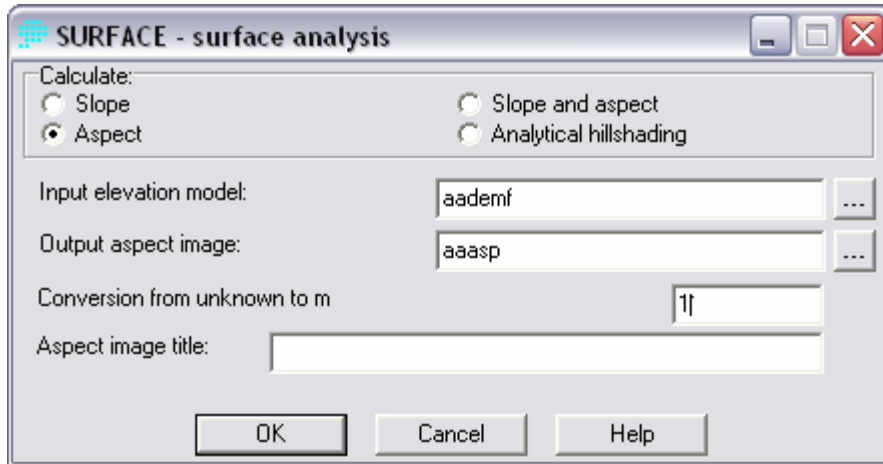 SURFACE - surface analysis
Calculate:
Slope
Slope and aspect
Aspect
Analytical hillshading
Input elevation model:
aademf
...
Output aspect image:
aaasp
...
Conversion from unknown to m
1
Aspect image title:
OK
Cancel
Help